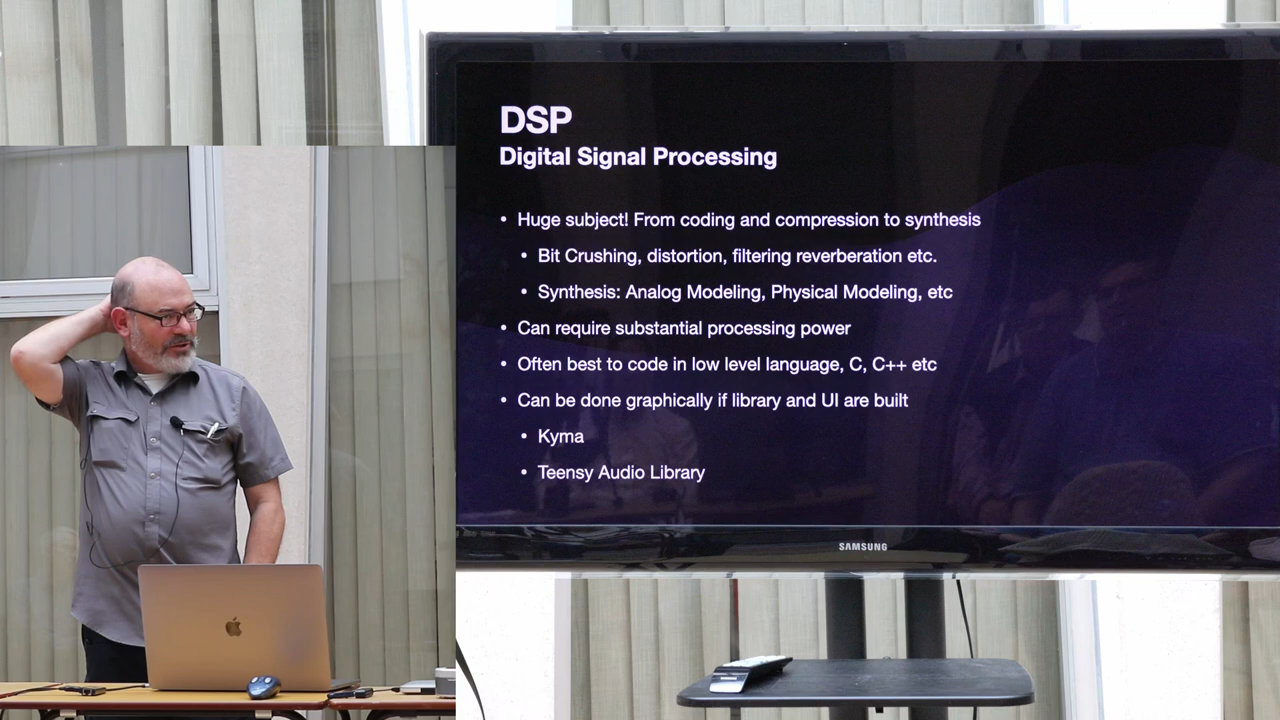 DSP
Digital Signal Processing
• Huge subject! From coding and compression to synthesis
• Bit Crushing, distortion, filtering reverberation etc.
• Synthesis: Analog Modeling, Physical Modeling, etc
• Can require substantial processing power
• Often best to code in low level language, C, C++ etc
• Can be done graphically if library and UI are built
• Kyma
• Teensy Audio Library
SAMSUNG